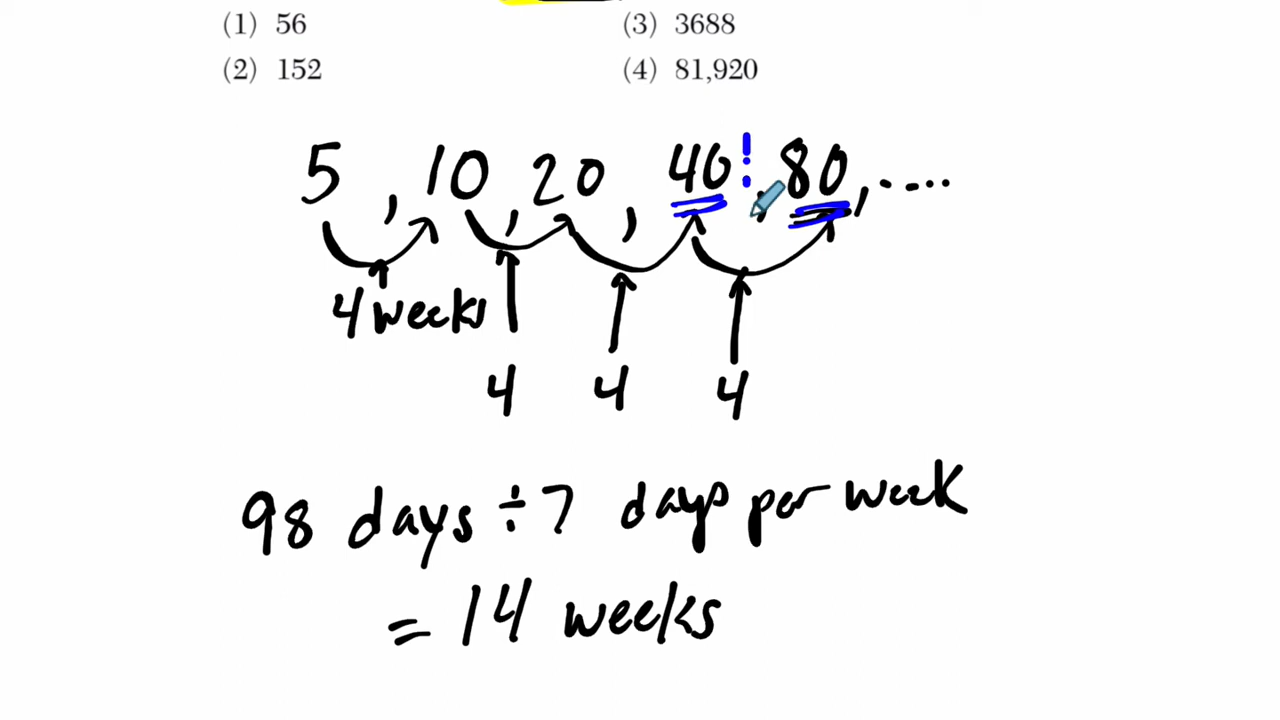 (1) 56 (3) 3688
(2) 152 (4) 81,920
5 , 10 , 20 , 40 ! , 80 , ....
4 weeks
4 4 4
98 days ÷ 7 days per week
= 14 weeks